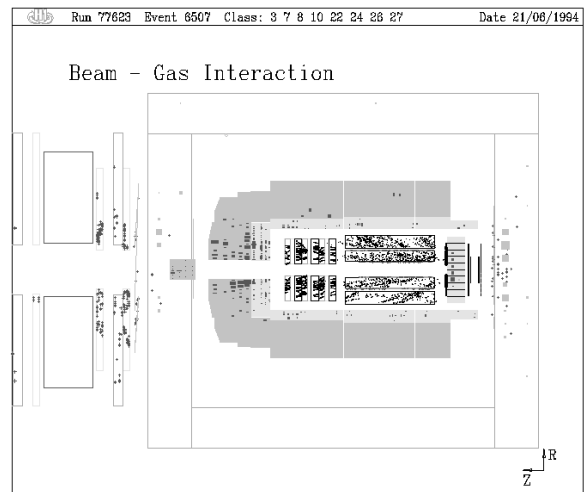 Run 77623 Event 6507 Class: 3 7 8 10 22 24 26 27 Date 21/06/1994
Beam - Gas Interaction
R
Z